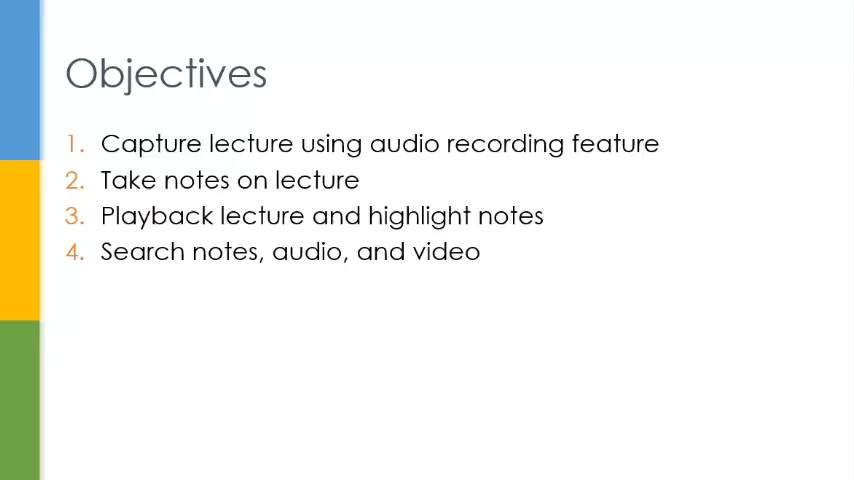 Objectives
1. Capture lecture using audio recording feature
2. Take notes on lecture
3. Playback lecture and highlight notes
4. Search notes, audio, and video